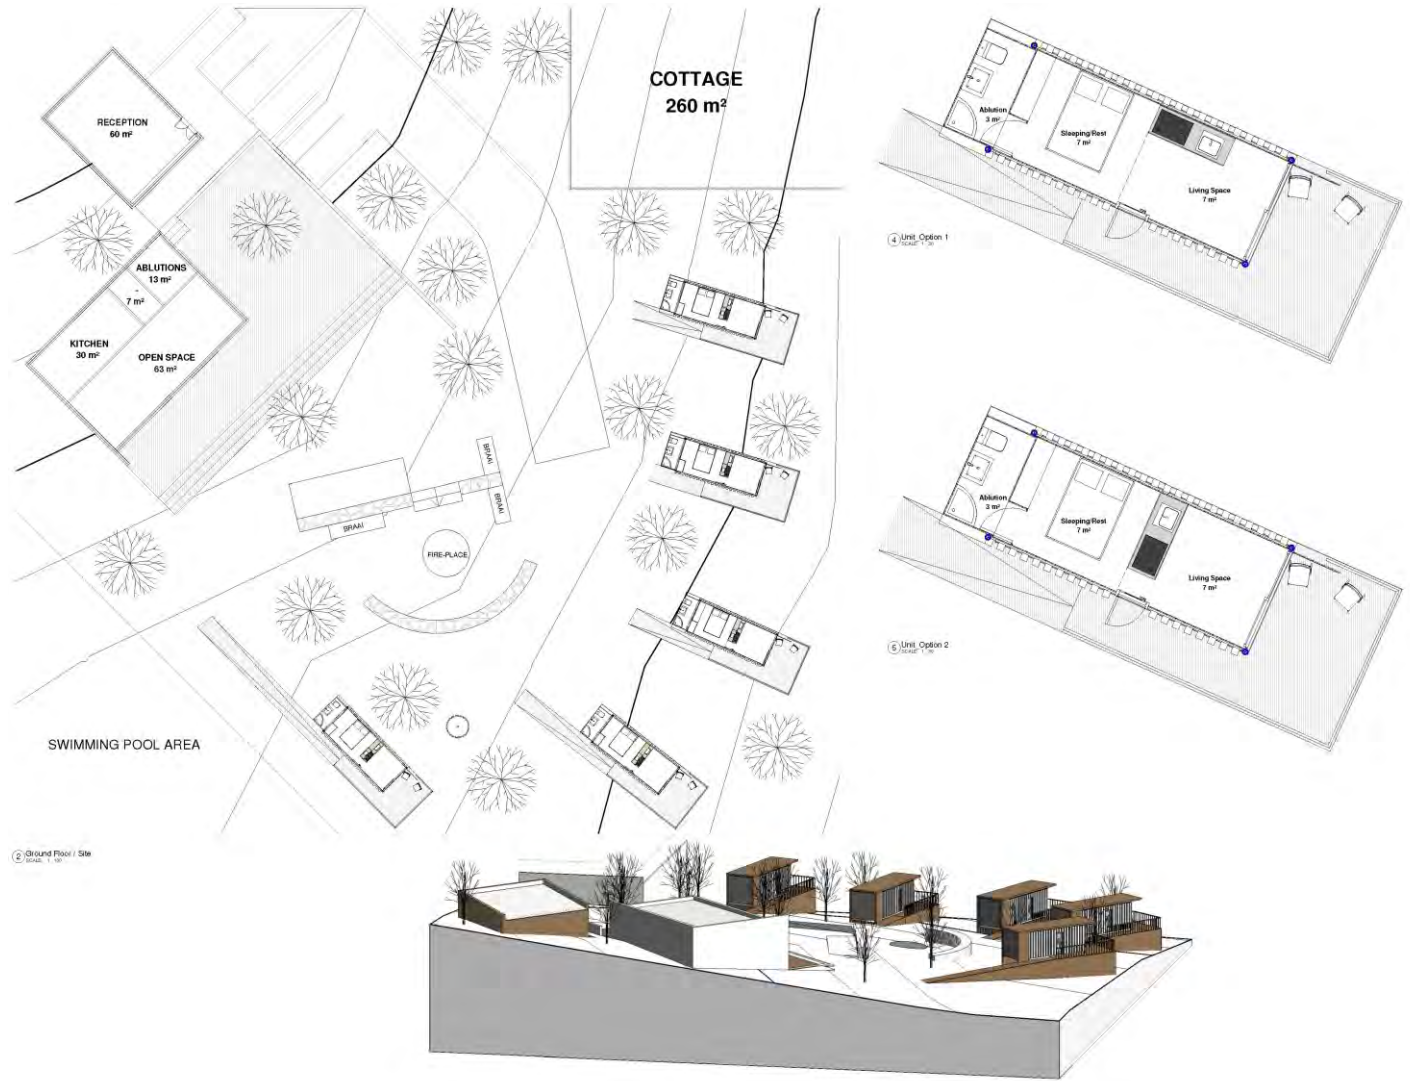 COTTAGE
260 m²
RECEPTION
60 m²
ABLUTIONS
13 m²
-
7 m²
KITCHEN
30 m²
OPEN SPACE
63 m²
BRAAI
BRAAI
BRAAI
FIRE-PLACE
SWIMMING POOL AREA
2 Ground Floor / Site
Ablution
3 m²
Sleeping/Rest
7 m²
Living Space
7 m²
4 Unit Option 1
Ablution
3 m²
Sleeping/Rest
7 m²
Living Space
7 m²
5 Unit Option 2